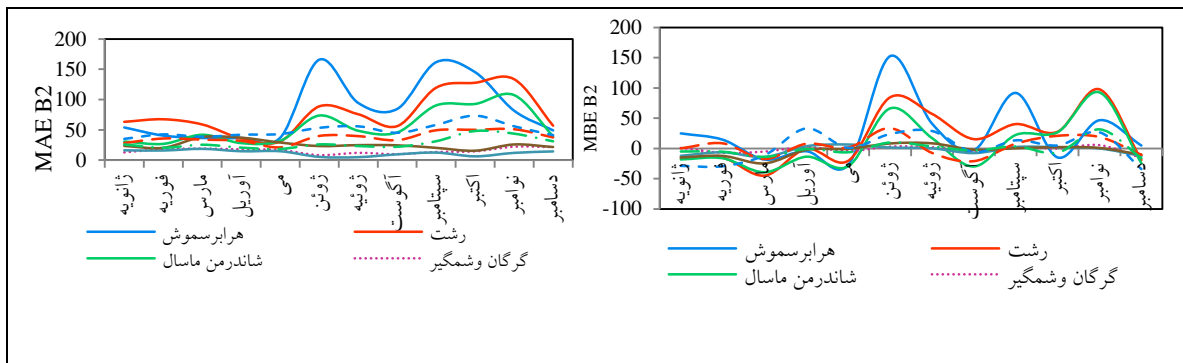 MAE B2
200
150
100
50
0
ژانویه
فوریه
مارس
آوریل
می
ژوئن
ژوئیه
آگوست
سپتامبر
اکتبر
نوامبر
دسامبر
هرابرسموش
رشت
شاندرمن ماسال
گرگان وشمگیر
MBE B2
200
150
100
50
0
-50
-100
ژانویه
فوریه
مارس
آوریل
می
ژوئن
ژوئیه
آگوست
سپتامبر
اکتبر
نوامبر
دسامبر
هرابرسموش
رشت
شاندرمن ماسال
گرگان وشمگیر